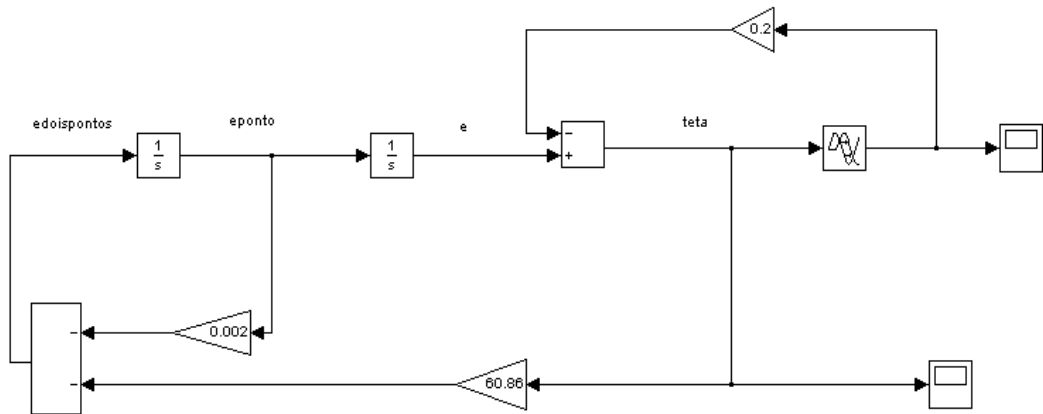 0.2
edoispontos
eponto
e
teta
1
s
1
s
−
+
−
0.002
−
60.86